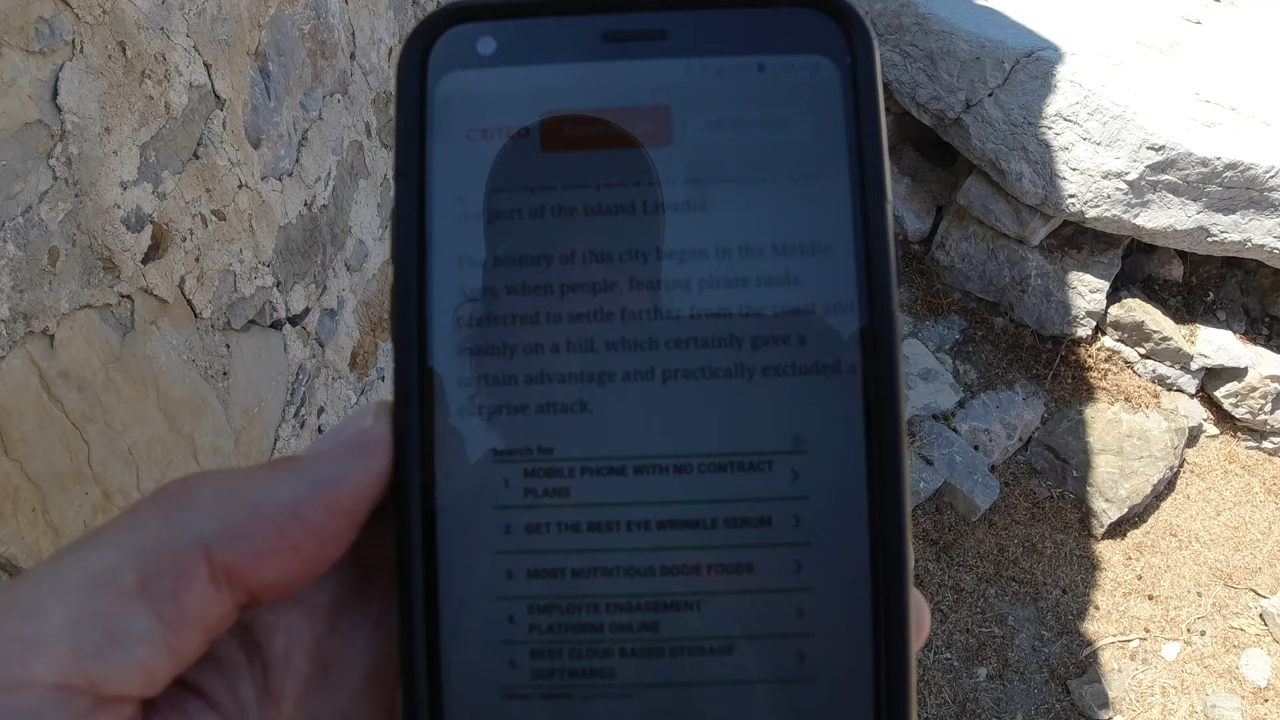 CRITEO
port of the island Livadia
The history of this city began in the Middle
Ages, when people, fearing pirate raids,
preferred to settle farther from the coast and
mainly on a hill, which certainly gave a
certain advantage and practically excluded a
surprise attack.
Search for
1. MOBILE PHONE WITH NO CONTRACT
PLANS
2. GET THE BEST EYE WRINKLE SERUM
3. MOST NUTRITIOUS DOGIE FOODS
4. EMPLOYEE ENGAGEMENT
PLATFORM ONLINE
5. BEST CLOUD BASED STORAGE
SOFTWARES